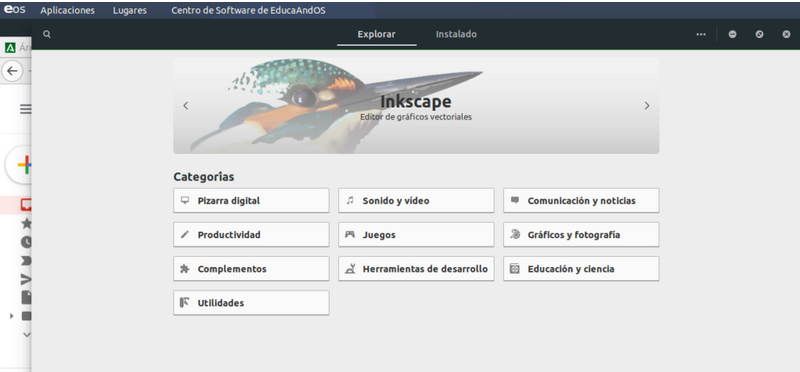 eos Aplicaciones Lugares Centro de Software de EducaAndOS
Explorar Instalado
Inkscape
Editor de gráficos vectoriales
Categorías
Pizarra digital Sonido y vídeo Comunicación y noticias
Productividad Juegos Gráficos y fotografía
Complementos Herramientas de desarrollo Educación y ciencia
Utilidades